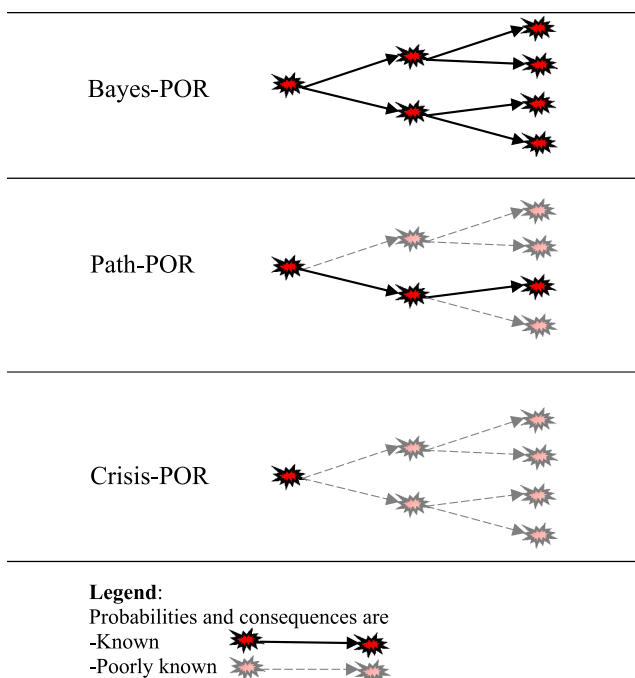 Bayes-POR
Path-POR
Crisis-POR
Legend:
Probabilities and consequences are
-Known
-Poorly known